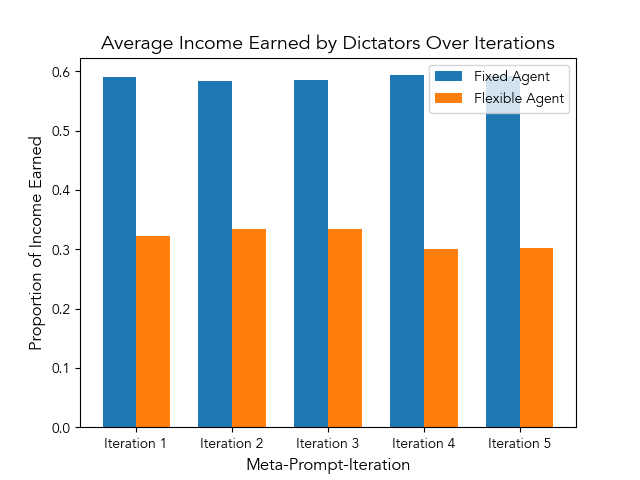 Average Income Earned by Dictators Over Iterations
Fixed Agent
Flexible Agent
Proportion of Income Earned
0.6
0.5
0.4
0.3
0.2
0.1
0.0
Iteration 1
Iteration 2
Iteration 3
Iteration 4
Iteration 5
Meta-Prompt-Iteration